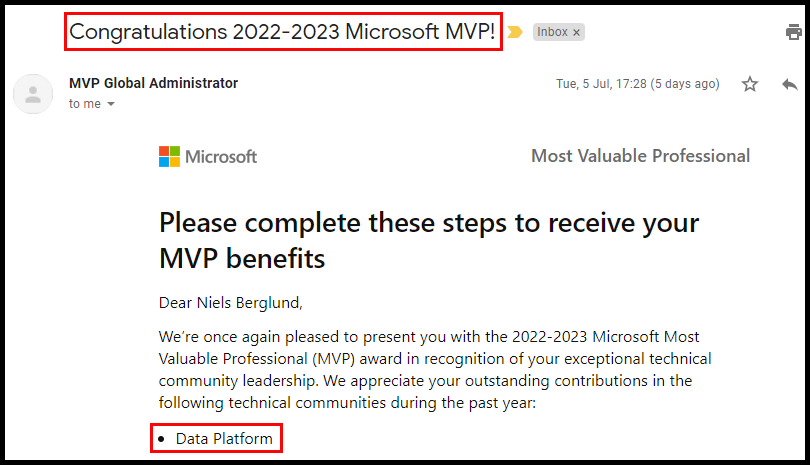 Congratulations 2022-2023 Microsoft MVP!
Inbox ×
MVP Global Administrator
Tue, 5 Jul, 17:28 (5 days ago)
to me
Microsoft
Most Valuable Professional
Please complete these steps to receive your
MVP benefits
Dear Niels Berglund,
We’re once again pleased to present you with the 2022-2023 Microsoft Most
Valuable Professional (MVP) award in recognition of your exceptional technical
community leadership. We appreciate your outstanding contributions in the
following technical communities during the past year:
• Data Platform